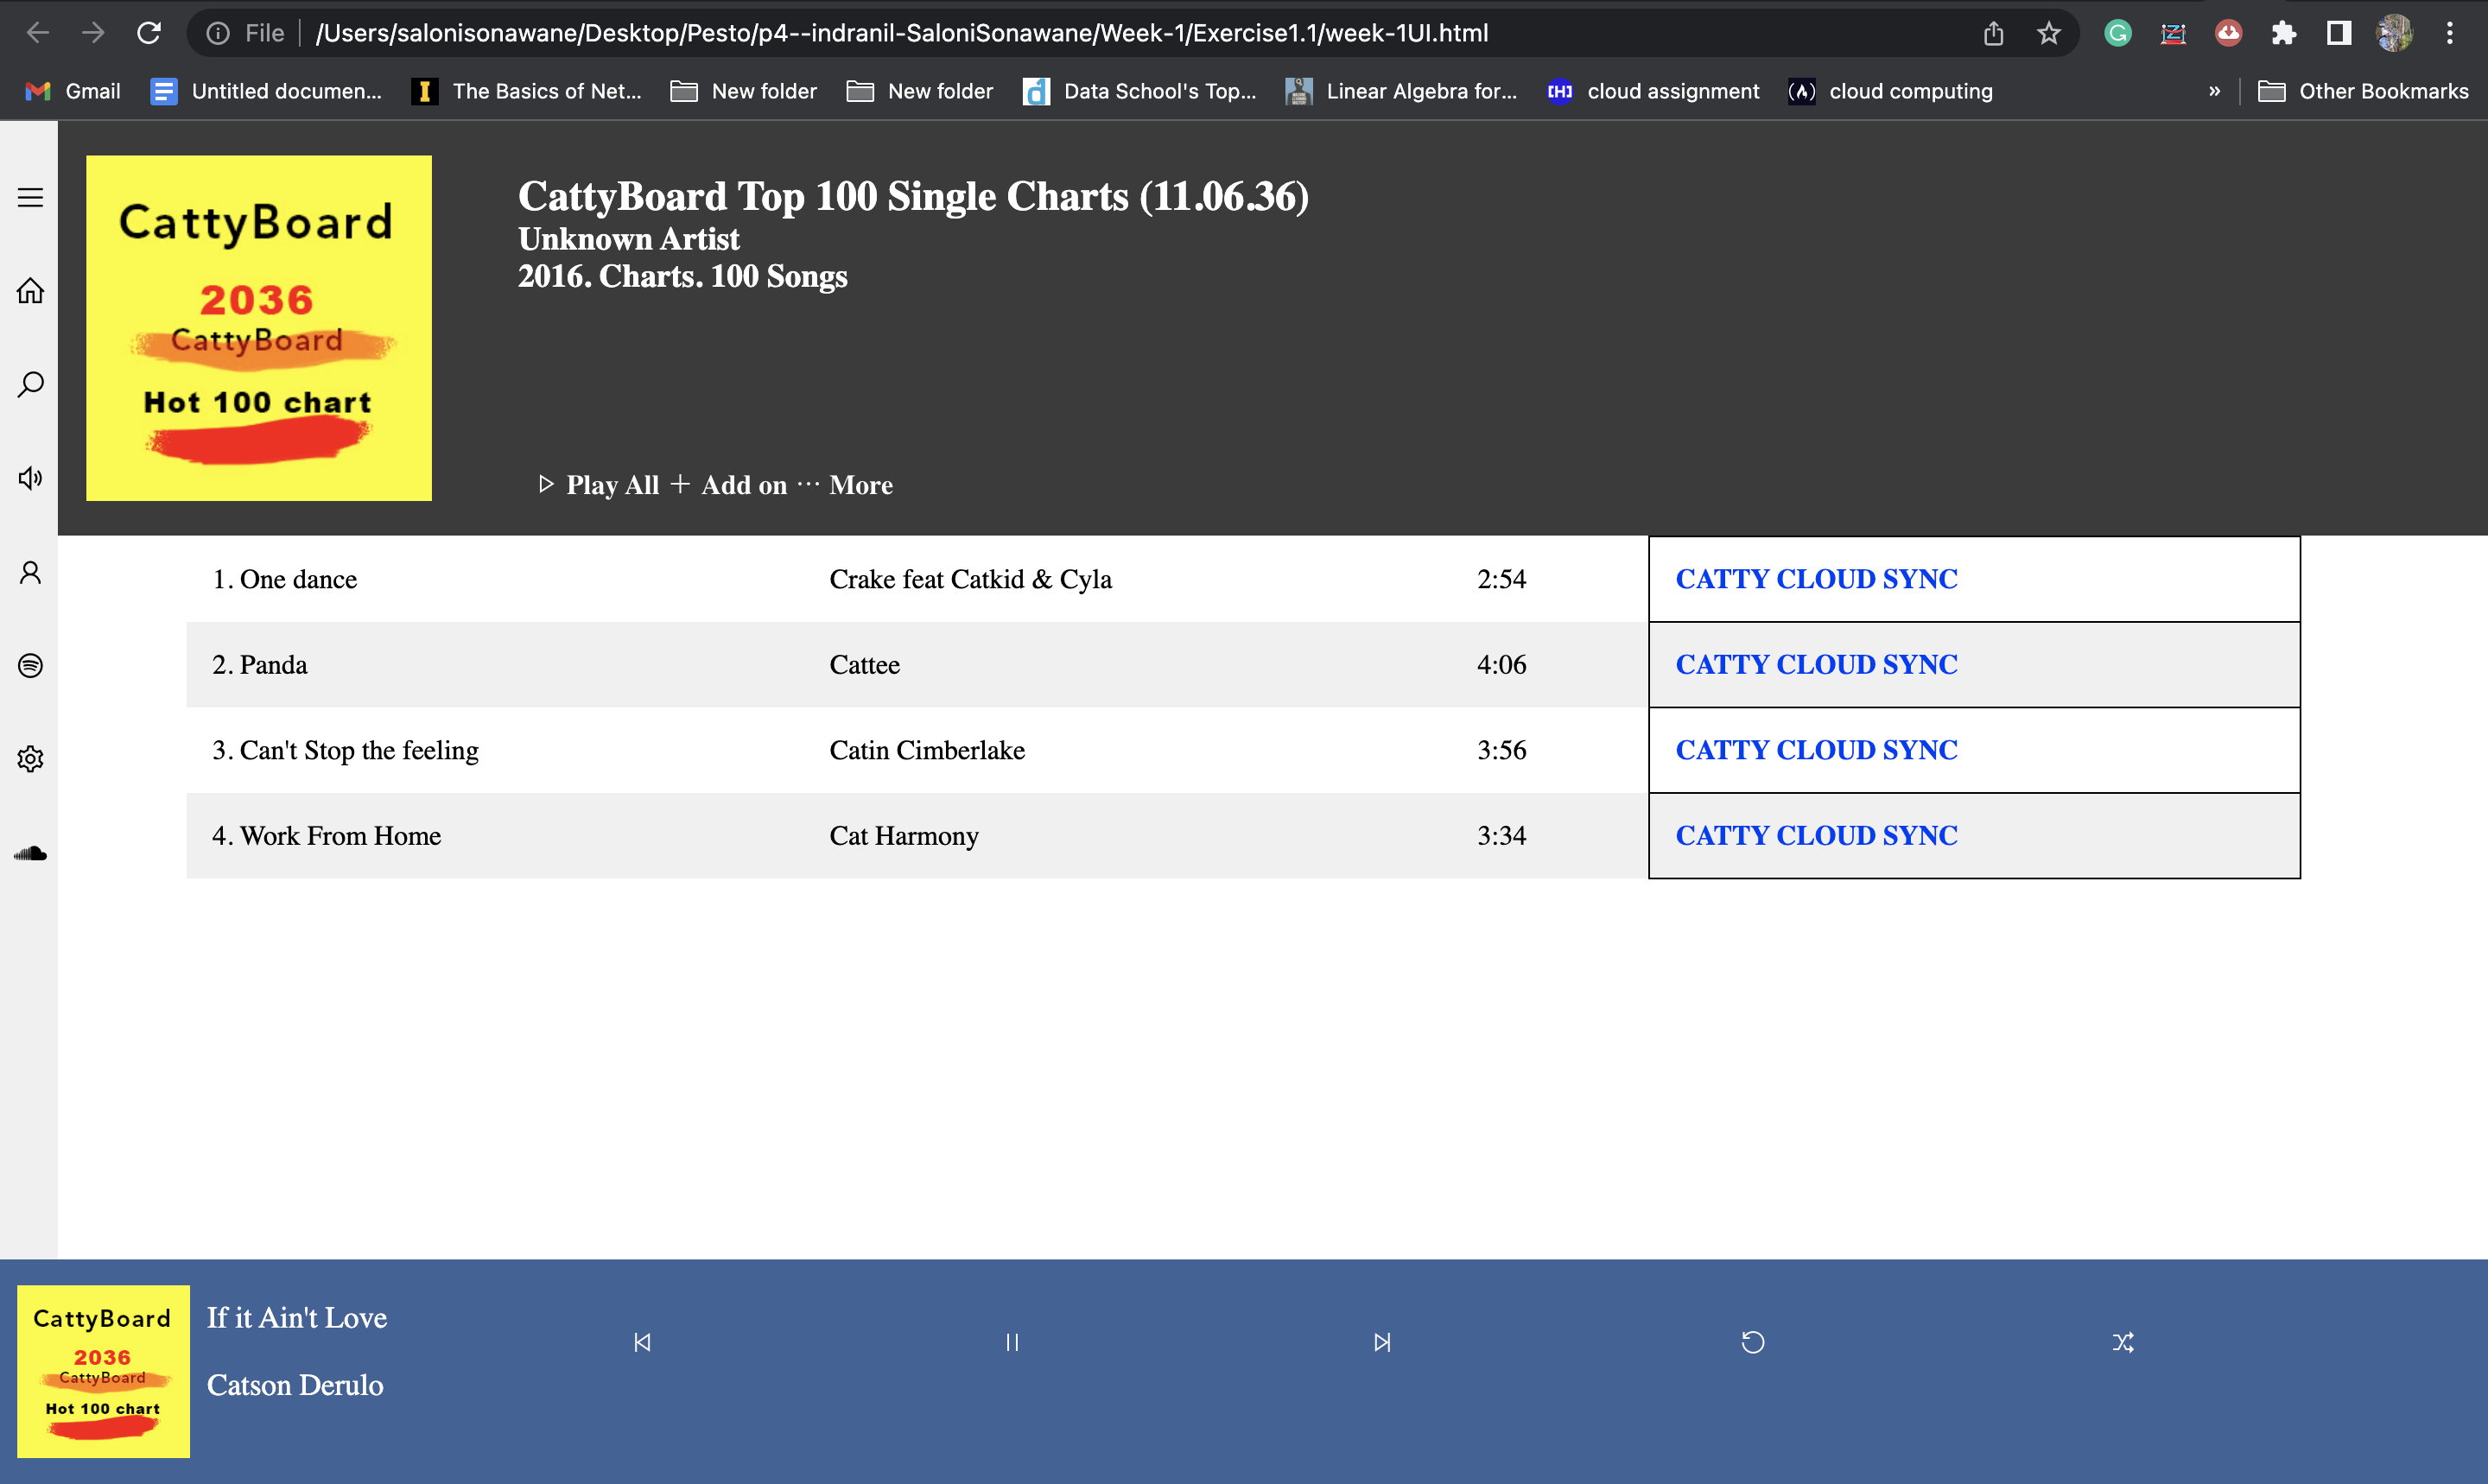 File /Users/salonisonawane/Desktop/Pesto/p4--indranil-SaloniSonawane/Week-1/Exercise1.1/week-1UI.html
Gmail Untitled documen... The Basics of Net... New folder New folder Data School's Top... Linear Algebra for... cloud assignment cloud computing » Other Bookmarks
CattyBoard
2036
CattyBoard
Hot 100 chart
CattyBoard Top 100 Single Charts (11.06.36)
Unknown Artist
2016. Charts. 100 Songs
Play All + Add on ··· More
1. One dance Crake feat Catkid & Cyla 2:54 CATTY CLOUD SYNC
2. Panda Cattee 4:06 CATTY CLOUD SYNC
3. Can't Stop the feeling Catin Cimberlake 3:56 CATTY CLOUD SYNC
4. Work From Home Cat Harmony 3:34 CATTY CLOUD SYNC
CattyBoard
2036
CattyBoard
Hot 100 chart
If it Ain't Love
Catson Derulo